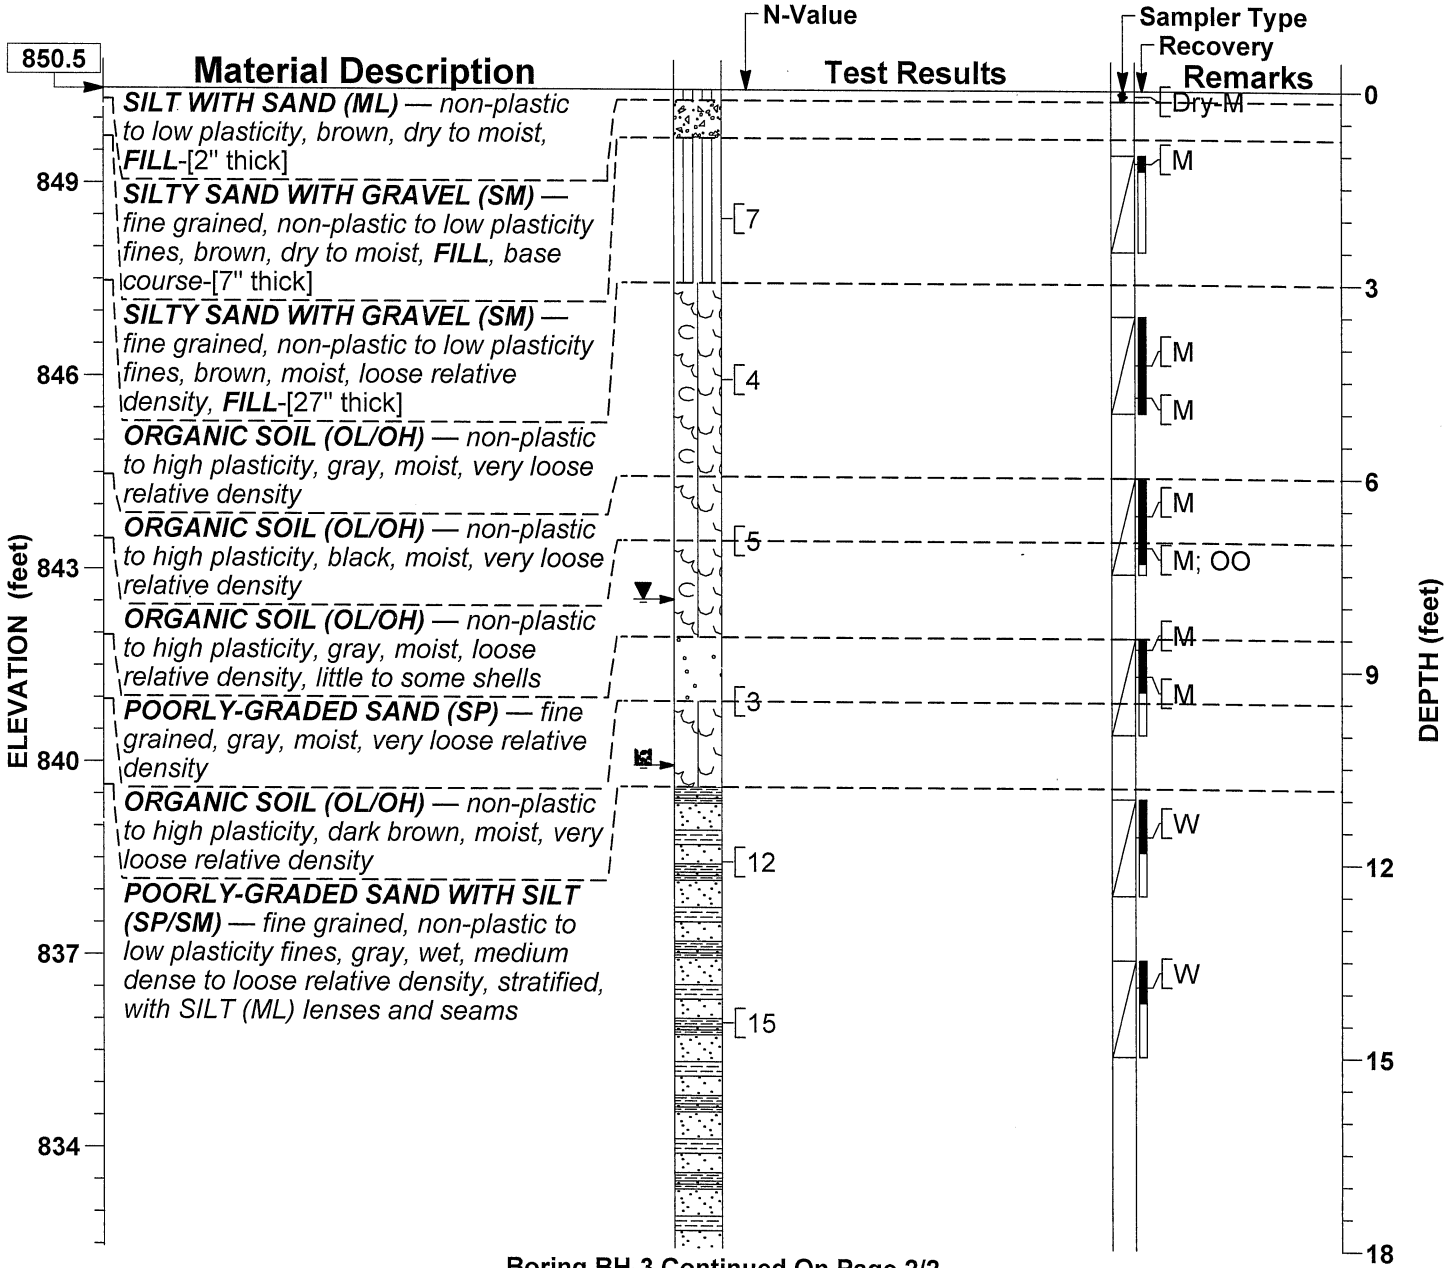 N-Value
Sampler Type
Recovery
850.5
Material Description
Test Results
Remarks
SILT WITH SAND (ML) — non-plastic
to low plasticity, brown, dry to moist,
FILL-[2" thick]
SILTY SAND WITH GRAVEL (SM) —
fine grained, non-plastic to low plasticity
fines, brown, dry to moist, FILL, base
course-[7" thick]
SILTY SAND WITH GRAVEL (SM) —
fine grained, non-plastic to low plasticity
fines, brown, moist, loose relative
density, FILL-[27" thick]
ORGANIC SOIL (OL/OH) — non-plastic
to high plasticity, gray, moist, very loose
relative density
ORGANIC SOIL (OL/OH) — non-plastic
to high plasticity, black, moist, very loose
relative density
ORGANIC SOIL (OL/OH) — non-plastic
to high plasticity, gray, moist, loose
relative density, little to some shells
POORLY-GRADED SAND (SP) — fine
grained, gray, moist, very loose relative
density
ORGANIC SOIL (OL/OH) — non-plastic
to high plasticity, dark brown, moist, very
loose relative density
POORLY-GRADED SAND WITH SILT
(SP/SM) — fine grained, non-plastic to
low plasticity fines, gray, wet, medium
dense to loose relative density, stratified,
with SILT (ML) lenses and seams
ELEVATION (feet)
849
846
843
840
837
834
7
4
5
3
12
15
Dry-M
M
M
M
M
M; OO
M
M
W
W
0
3
6
9
12
15
18
DEPTH (feet)
Boring BH-3 Continued On Page 2/2